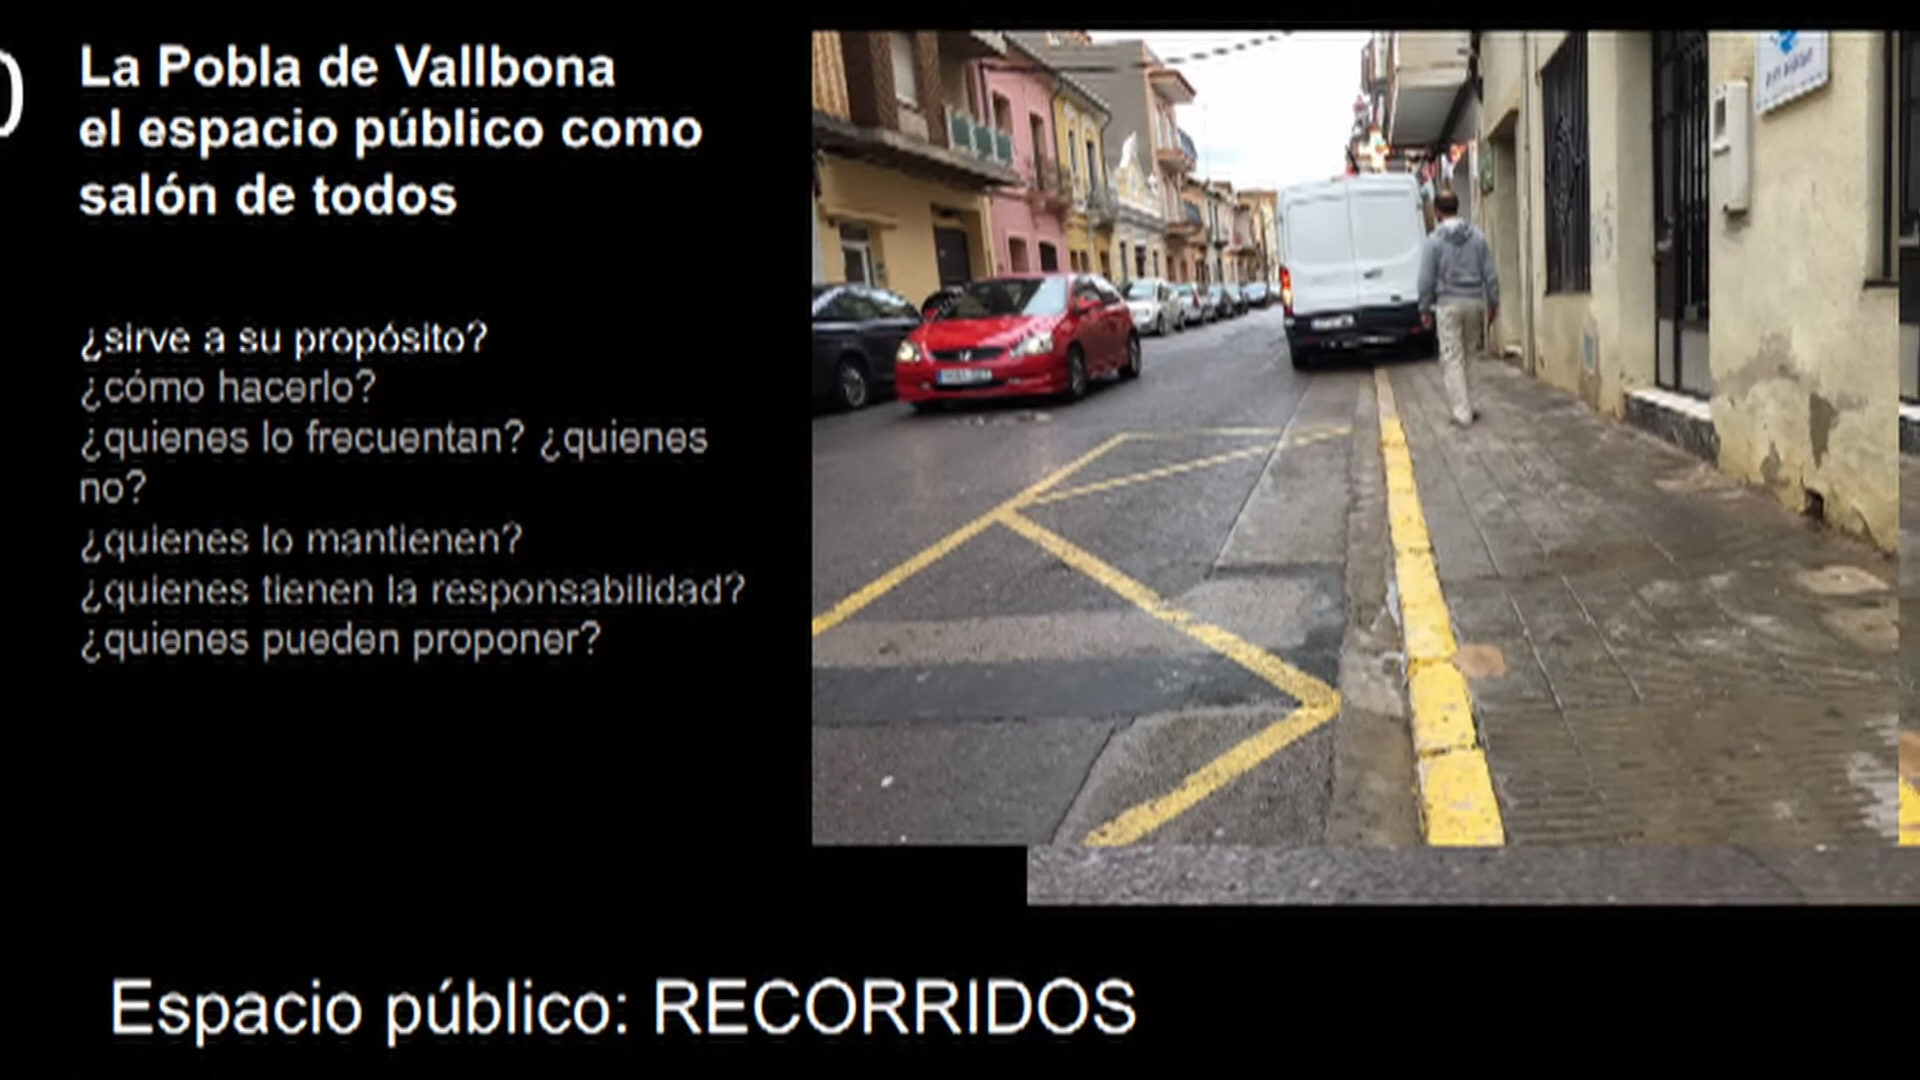 La Pobla de Vallbona
el espacio público como
salón de todos
¿sirve a su propósito?
¿cómo hacerlo?
¿quienes lo frecuentan? ¿quienes
no?
¿quienes lo mantienen?
¿quienes tienen la responsabilidad?
¿quienes pueden proponer?
Espacio público: RECORRIDOS